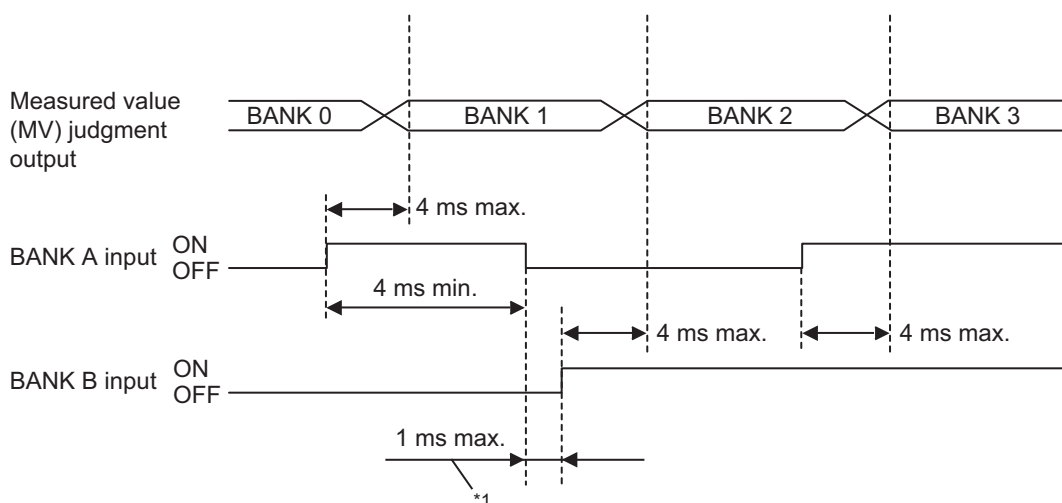 Measured value
(MV) judgment
output
BANK 0
BANK 1
BANK 2
BANK 3
4 ms max.
BANK A input
ON
OFF
4 ms min.
4 ms max.
4 ms max.
BANK B input
ON
OFF
1 ms max.
*1